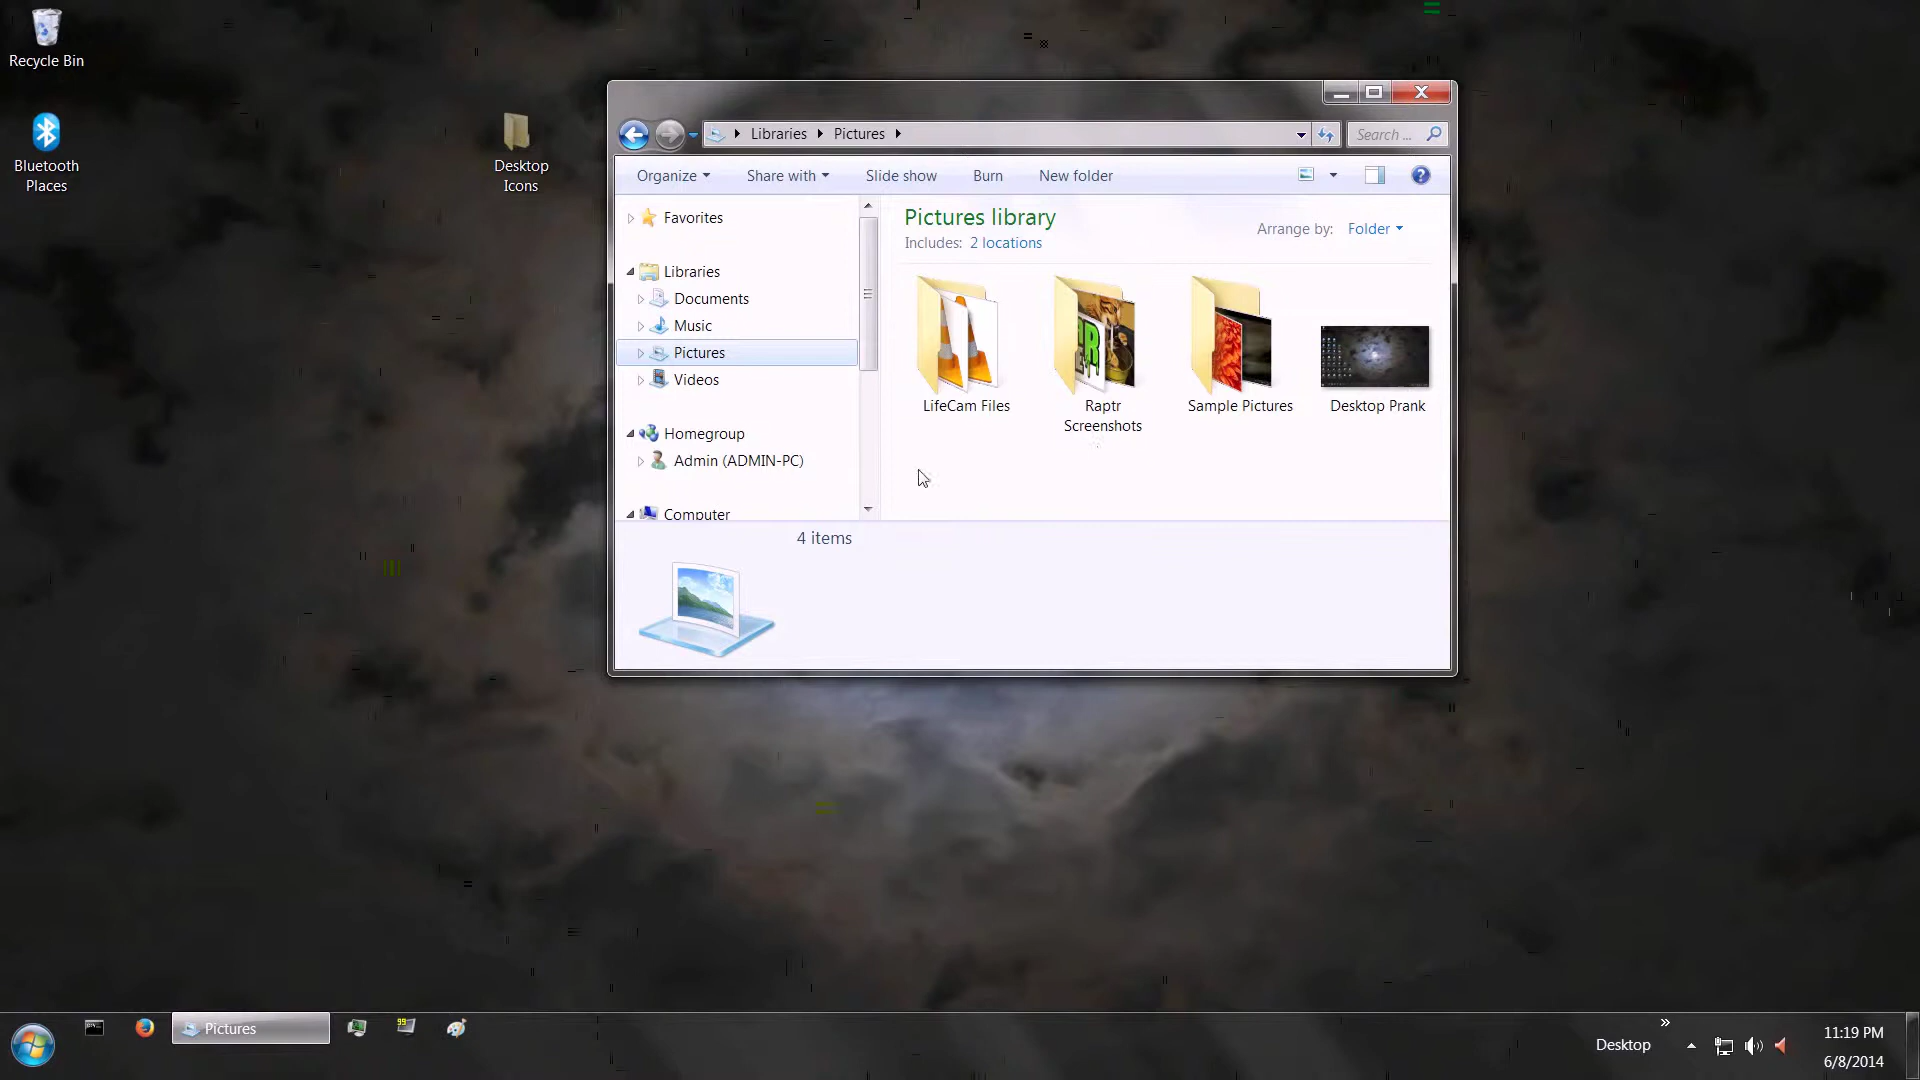 Recycle Bin
Bluetooth
Places
Desktop
Icons
Libraries
Pictures
Search ...
Organize
Share with
Slide show
Burn
New folder
Favorites
Libraries
Documents
Music
Pictures
Videos
Homegroup
Admin (ADMIN-PC)
Computer
Pictures library
Includes: 2 locations
Arrange by: Folder
LifeCam Files
Raptr
Screenshots
Sample Pictures
Desktop Prank
4 items
Pictures
99
Desktop
»
11:19 PM
6/8/2014